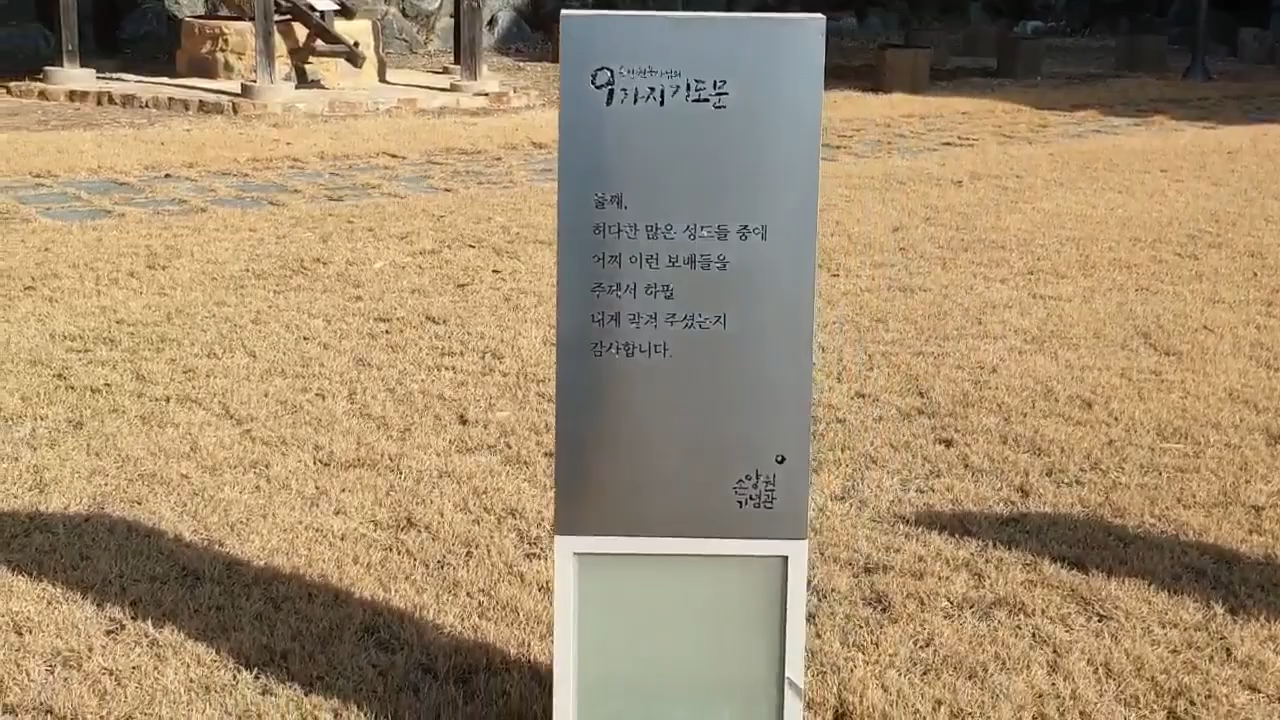 손양원 목사님의
9가지 기도문
둘째,
허다한 많은 성도들 중에
어찌 이런 보배들을
주께서 하필
내게 맡겨 주셨는지
감사합니다.
손양원
기념관